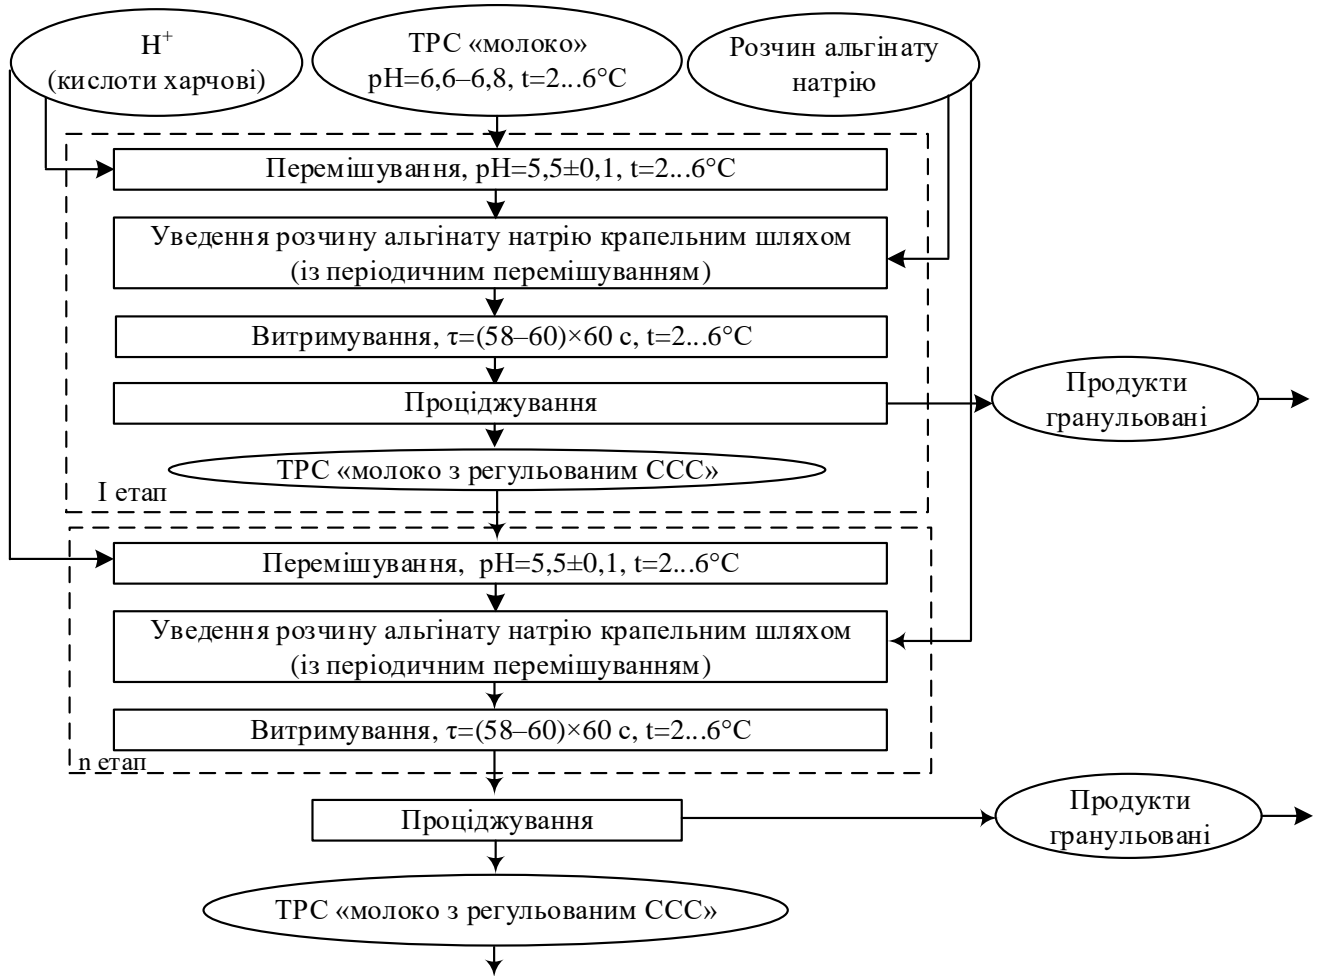 H⁺
(кислоти харчові)
ТРС «молоко»
рН=6,6–6,8, t=2...6°С
Розчин альгінату
натрію
Перемішування, рН=5,5±0,1, t=2...6°С
Уведення розчину альгінату натрію крапельним шляхом
(із періодичним перемішуванням)
Витримування, τ=(58–60)×60 с, t=2...6°С
Проціджування
Продукти
гранульовані
ТРС «молоко з регульованим ССС»
I етап
Перемішування,  рН=5,5±0,1, t=2...6°С
Уведення розчину альгінату натрію крапельним шляхом
(із періодичним перемішуванням)
Витримування, τ=(58–60)×60 с, t=2...6°С
n етап
Проціджування
Продукти
гранульовані
ТРС «молоко з регульованим ССС»